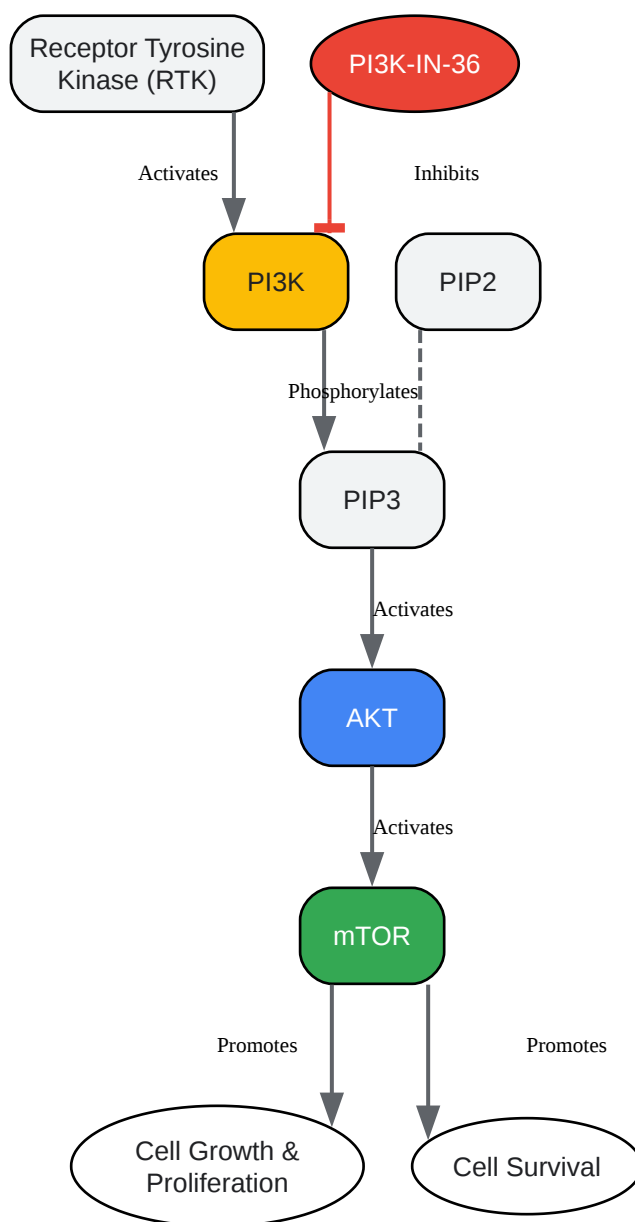 Receptor Tyrosine
Kinase (RTK)
PI3K-IN-36
Activates
Inhibits
PI3K
PIP2
Phosphorylates
PIP3
Activates
AKT
Activates
mTOR
Promotes
Promotes
Cell Growth &
Proliferation
Cell Survival